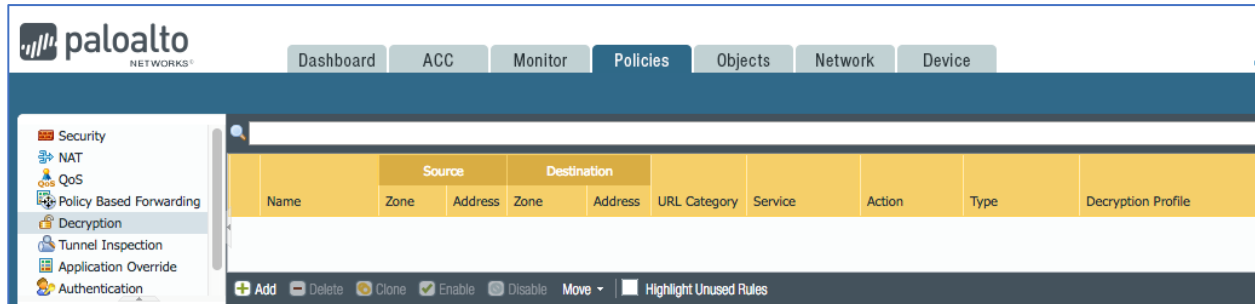 paloalto
NETWORKS®
Dashboard ACC Monitor Policies Objects Network Device
Security
NAT
QoS
Policy Based Forwarding
Decryption
Tunnel Inspection
Application Override
Authentication
Source Destination
Name Zone Address Zone Address URL Category Service Action Type Decryption Profile
Add Delete Clone Enable Disable Move Highlight Unused Rules